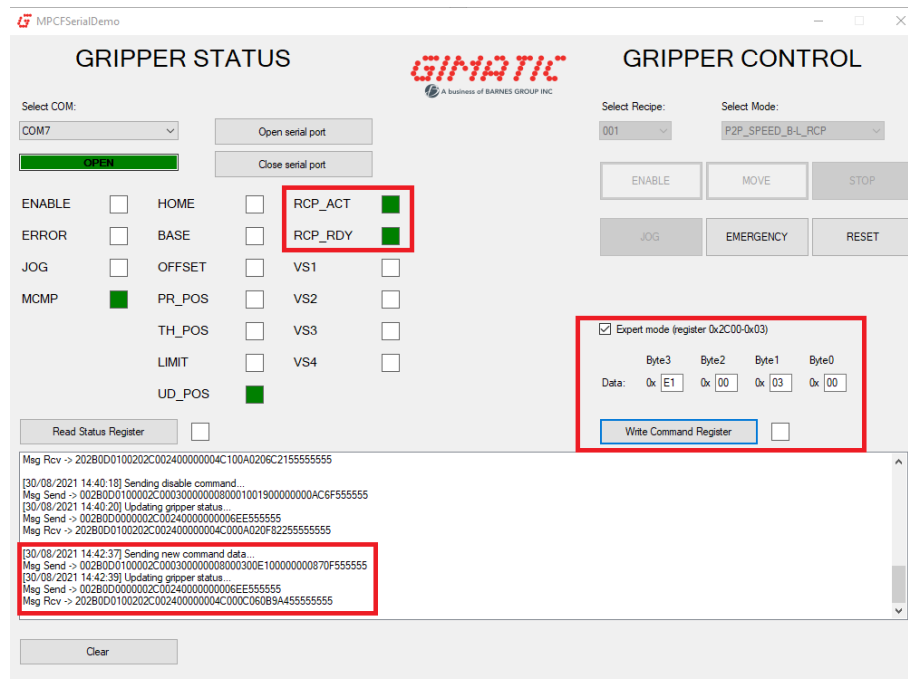 MPCFSerialDemo
GRIPPER STATUS
GIMATIC
A business of BARNES GROUP INC
GRIPPER CONTROL
Select COM:
COM7
Open serial port
OPEN
Close serial port
Select Recipe: Select Mode:
001 P2P_SPEED_B-L_RCP
ENABLE MOVE STOP
JOG EMERGENCY RESET
ENABLE HOME RCP_ACT
ERROR BASE RCP_RDY
JOG OFFSET VS1
MCMP PR_POS VS2
TH_POS VS3
LIMIT VS4
UD_POS
Expert mode (register 0x2C00-0x03)
Byte3 Byte2 Byte1 Byte0
Data: 0x E1 0x 00 0x 03 0x 00
Read Status Register
Write Command Register
Msg Rcv -> 202B0D0100202C002400000004C100A0206C2155555555
[30/08/2021 14:40:18] Sending disable command...
Msg Send -> 002B0D0100002C00030000000080001001900000000AC6F555555
[30/08/2021 14:40:20] Updating gripper status...
Msg Send -> 002B0D0000002C00240000000006EE555555
Msg Rcv -> 202B0D0100202C002400000004C000A020F82255555555
[30/08/2021 14:42:37] Sending new command data...
Msg Send -> 002B0D0100002C000300000008000300E100000000870F555555
[30/08/2021 14:42:39] Updating gripper status...
Msg Send -> 002B0D0000002C00240000000006EE555555
Msg Rcv -> 202B0D0100202C002400000004C000C060B9A455555555
Clear